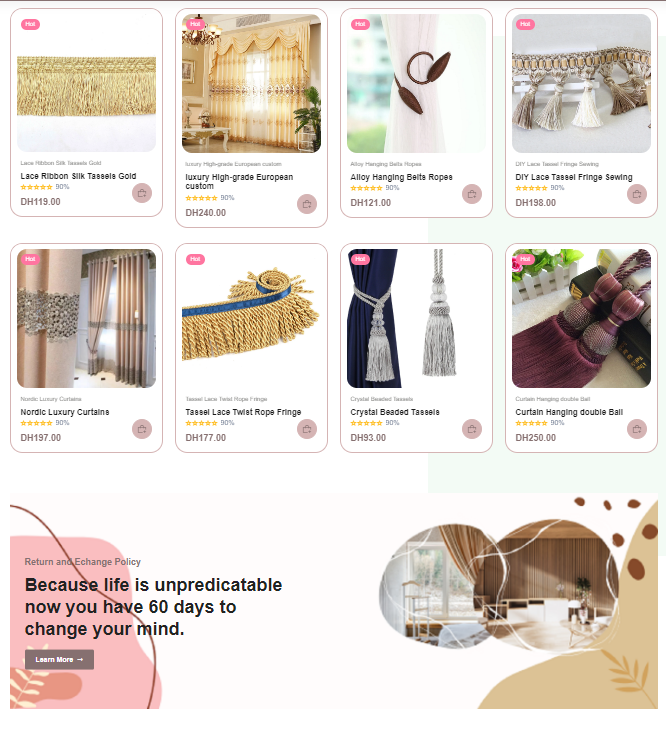 Hot
Hot
Hot
Hot
Lace Ribbon Silk Tassels Gold
Lace Ribbon Silk Tassels Gold
90%
DH119.00
luxury High-grade European custom
luxury High-grade European
custom
90%
DH240.00
Alloy Hanging Belts Ropes
Alloy Hanging Belts Ropes
90%
DH121.00
DIY Lace Tassel Fringe Sewing
DIY Lace Tassel Fringe Sewing
90%
DH198.00
Hot
Hot
Hot
Hot
Nordic Luxury Curtains
Nordic Luxury Curtains
90%
DH197.00
Tassel Lace Twist Rope Fringe
Tassel Lace Twist Rope Fringe
90%
DH177.00
Crystal Beaded Tassels
Crystal Beaded Tassels
90%
DH93.00
Curtain Hanging double Ball
Curtain Hanging double Ball
90%
DH250.00
Return and Echange Policy
Because life is unpredicatable
now you have 60 days to
change your mind.
Learn More →